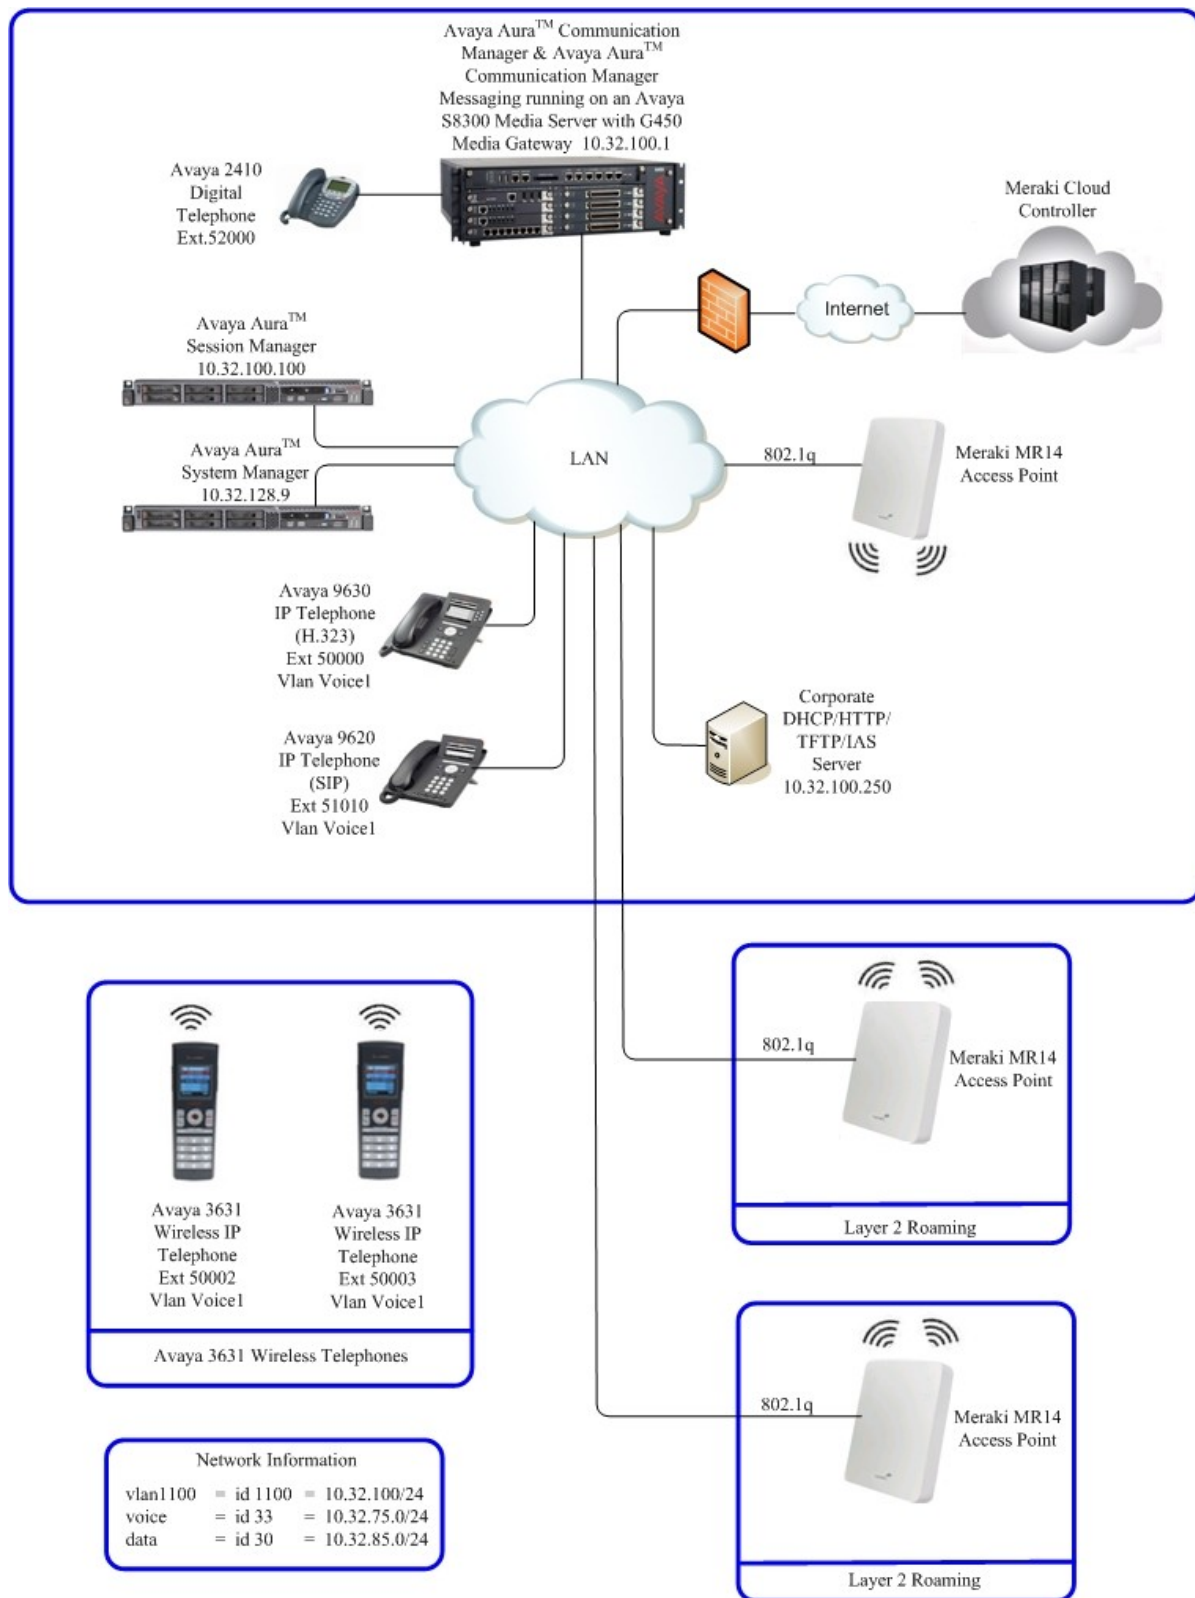 Avaya Aura™ Communication
Manager & Avaya Aura™
Communication Manager
Messaging running on an Avaya
S8300 Media Server with G450
Media Gateway 10.32.100.1
AVAYA
Avaya 2410
Digital
Telephone
Ext.52000
Meraki Cloud
Controller
Internet
Avaya Aura™
Session Manager
10.32.100.100
Avaya Aura™
System Manager
10.32.128.9
LAN
802.1q
Meraki MR14
Access Point
Avaya 9630
IP Telephone
(H.323)
Ext 50000
Vlan Voice1
Avaya 9620
IP Telephone
(SIP)
Ext 51010
Vlan Voice1
Corporate
DHCP/HTTP/
TFTP/IAS
Server
10.32.100.250
802.1q
Meraki MR14
Access Point
Layer 2 Roaming
Avaya 3631
Wireless IP
Telephone
Ext 50002
Vlan Voice1
Avaya 3631
Wireless IP
Telephone
Ext 50003
Vlan Voice1
Avaya 3631 Wireless Telephones
802.1q
Meraki MR14
Access Point
Layer 2 Roaming
Network Information
vlan1100 = id 1100 = 10.32.100/24
voice = id 33 = 10.32.75.0/24
data = id 30 = 10.32.85.0/24